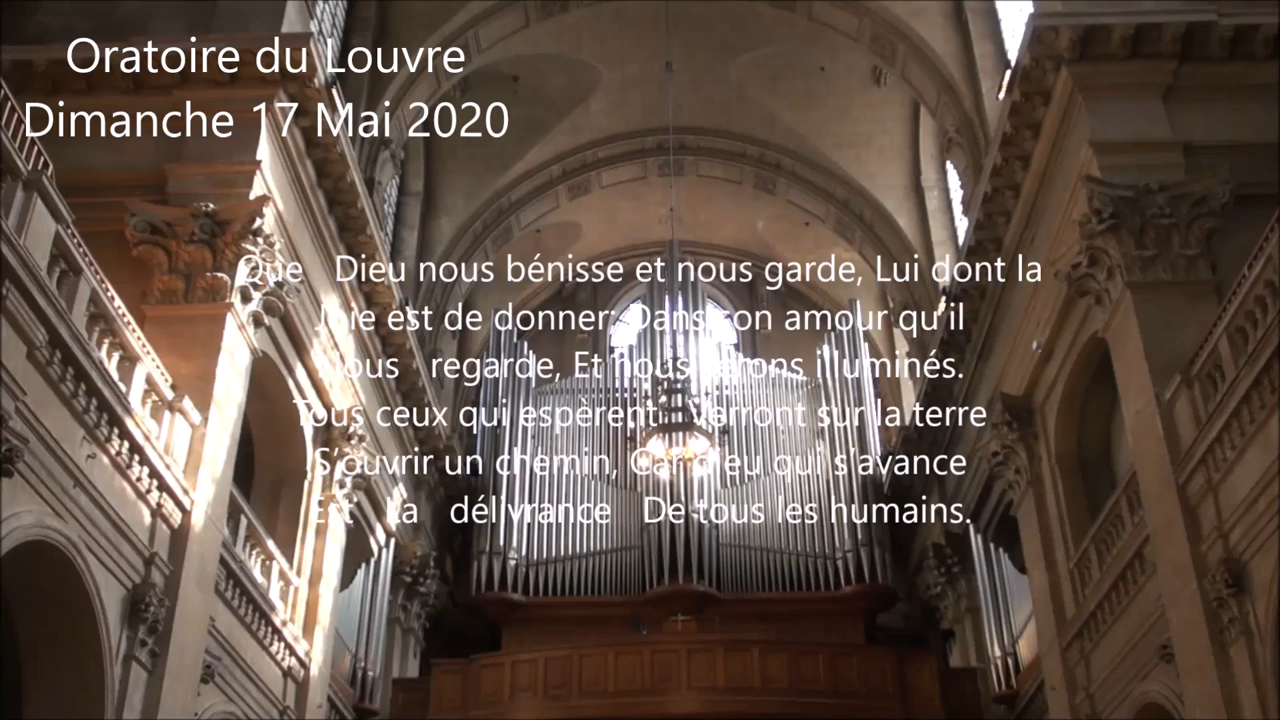 Oratoire du Louvre
Dimanche 17 Mai 2020
Que Dieu nous bénisse et nous garde, Lui dont la
Joie est de donner; Dans son amour qu'il
Nous regarde, Et nous serons illuminés.
Tous ceux qui espèrent Verront sur la terre
S'ouvrir un chemin, Car Dieu qui s'avance
Est La délivrance De tous les humains.